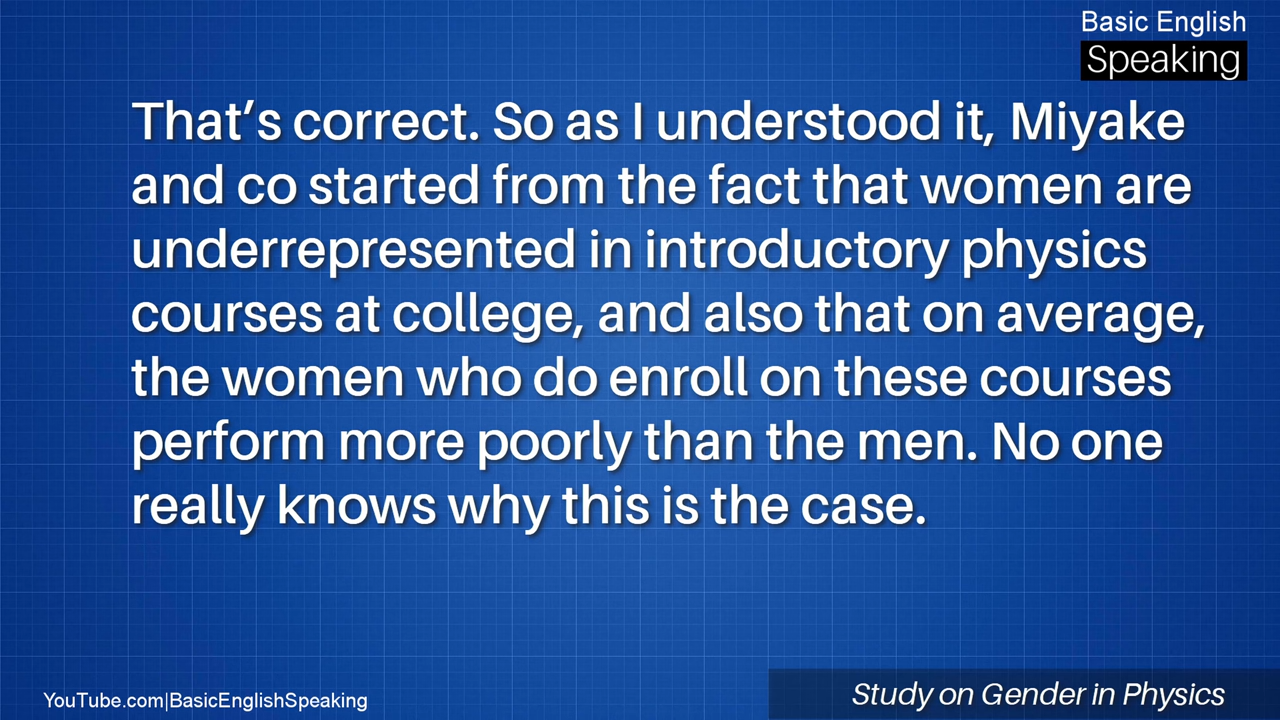 Basic English
Speaking
That’s correct. So as I understood it, Miyake
and co started from the fact that women are
underrepresented in introductory physics
courses at college, and also that on average,
the women who do enroll on these courses
perform more poorly than the men. No one
really knows why this is the case.
YouTube.com|BasicEnglishSpeaking
Study on Gender in Physics